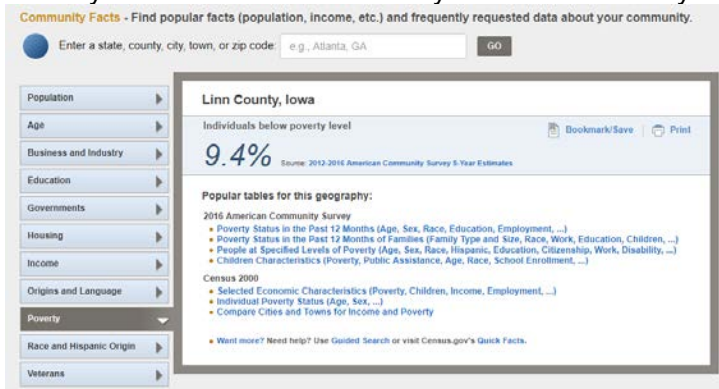 Community Facts - Find popular facts (population, income, etc.) and frequently requested data about your community.
Enter a state, county, city, town, or zip code: e.g., Atlanta, GA GO
Population
Age
Business and Industry
Education
Governments
Housing
Income
Origins and Language
Poverty
Race and Hispanic Origin
Veterans
Linn County, Iowa
Individuals below poverty level
Bookmark/Save | Print
9.4% Source: 2012-2016 American Community Survey 5-Year Estimates
Popular tables for this geography:
2016 American Community Survey
• Poverty Status in the Past 12 Months (Age, Sex, Race, Education, Employment, ...)
• Poverty Status in the Past 12 Months of Families (Family Type and Size, Race, Work, Education, Children, ...)
• People at Specified Levels of Poverty (Age, Sex, Race, Hispanic, Education, Citizenship, Work, Disability, ...)
• Children Characteristics (Poverty, Public Assistance, Age, Race, School Enrollment, ...)
Census 2000
• Selected Economic Characteristics (Poverty, Children, Income, Employment, ...)
• Individual Poverty Status (Age, Sex, ...)
• Compare Cities and Towns for Income and Poverty
• Want more? Need help? Use Guided Search or visit Census.gov's Quick Facts.